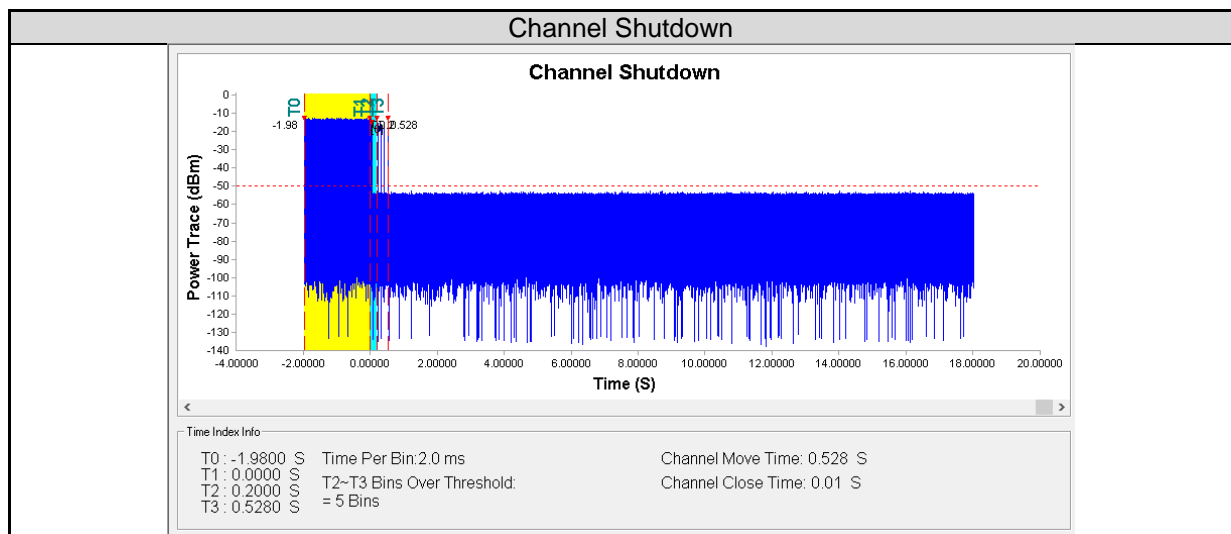 Channel Shutdown
Channel Shutdown
T0
T3
-1.98
0.528
0
-10
-20
-30
-40
-50
-60
-70
-80
-90
-100
-110
-120
-130
-140
Power Trace (dBm)
-4.00000 -2.00000 0.00000 2.00000 4.00000 6.00000 8.00000 10.00000 12.00000 14.00000 16.00000 18.00000 20.00000
Time (S)
Time Index Info
T0 : -1.9800 S Time Per Bin:2.0 ms Channel Move Time: 0.528 S
T1 : 0.0000 S T2~T3 Bins Over Threshold: Channel Close Time: 0.01 S
T2 : 0.2000 S = 5 Bins
T3 : 0.5280 S